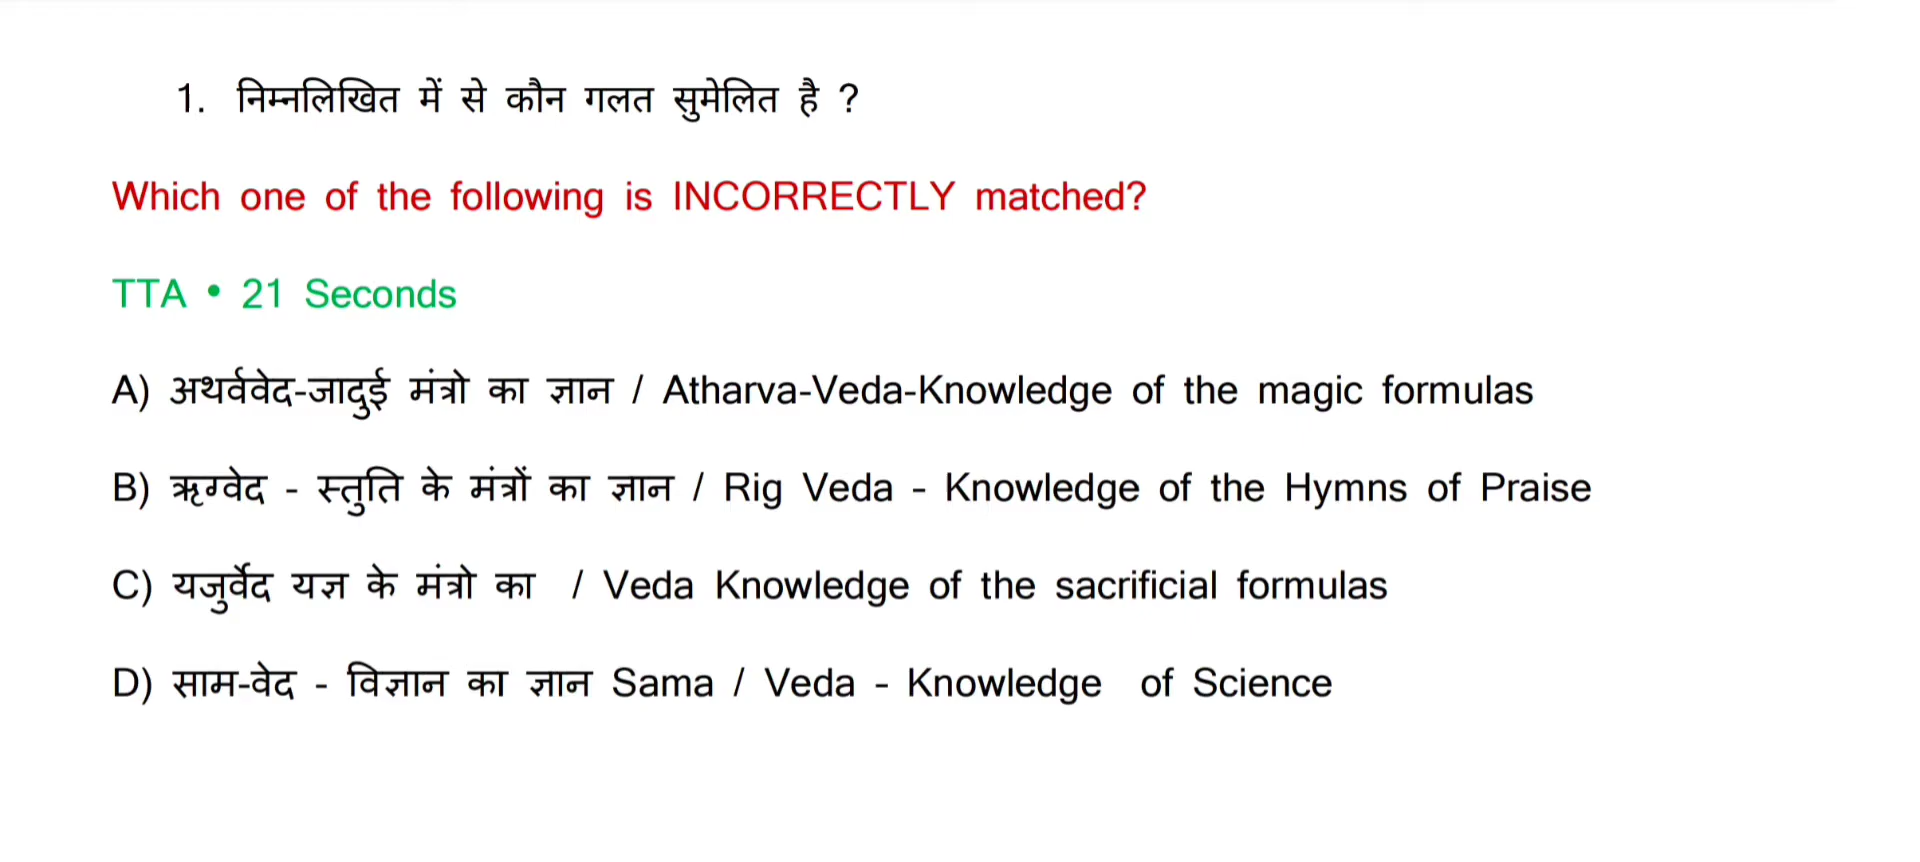 1. निम्नलिखित में से कौन गलत सुमेलित है ?
Which one of the following is INCORRECTLY matched?
TTA • 21 Seconds
A) अथर्ववेद-जादुई मंत्रो का ज्ञान / Atharva-Veda-Knowledge of the magic formulas
B) ऋग्वेद - स्तुति के मंत्रों का ज्ञान / Rig Veda - Knowledge of the Hymns of Praise
C) यजुर्वेद यज्ञ के मंत्रो का / Veda Knowledge of the sacrificial formulas
D) साम-वेद - विज्ञान का ज्ञान Sama / Veda - Knowledge of Science